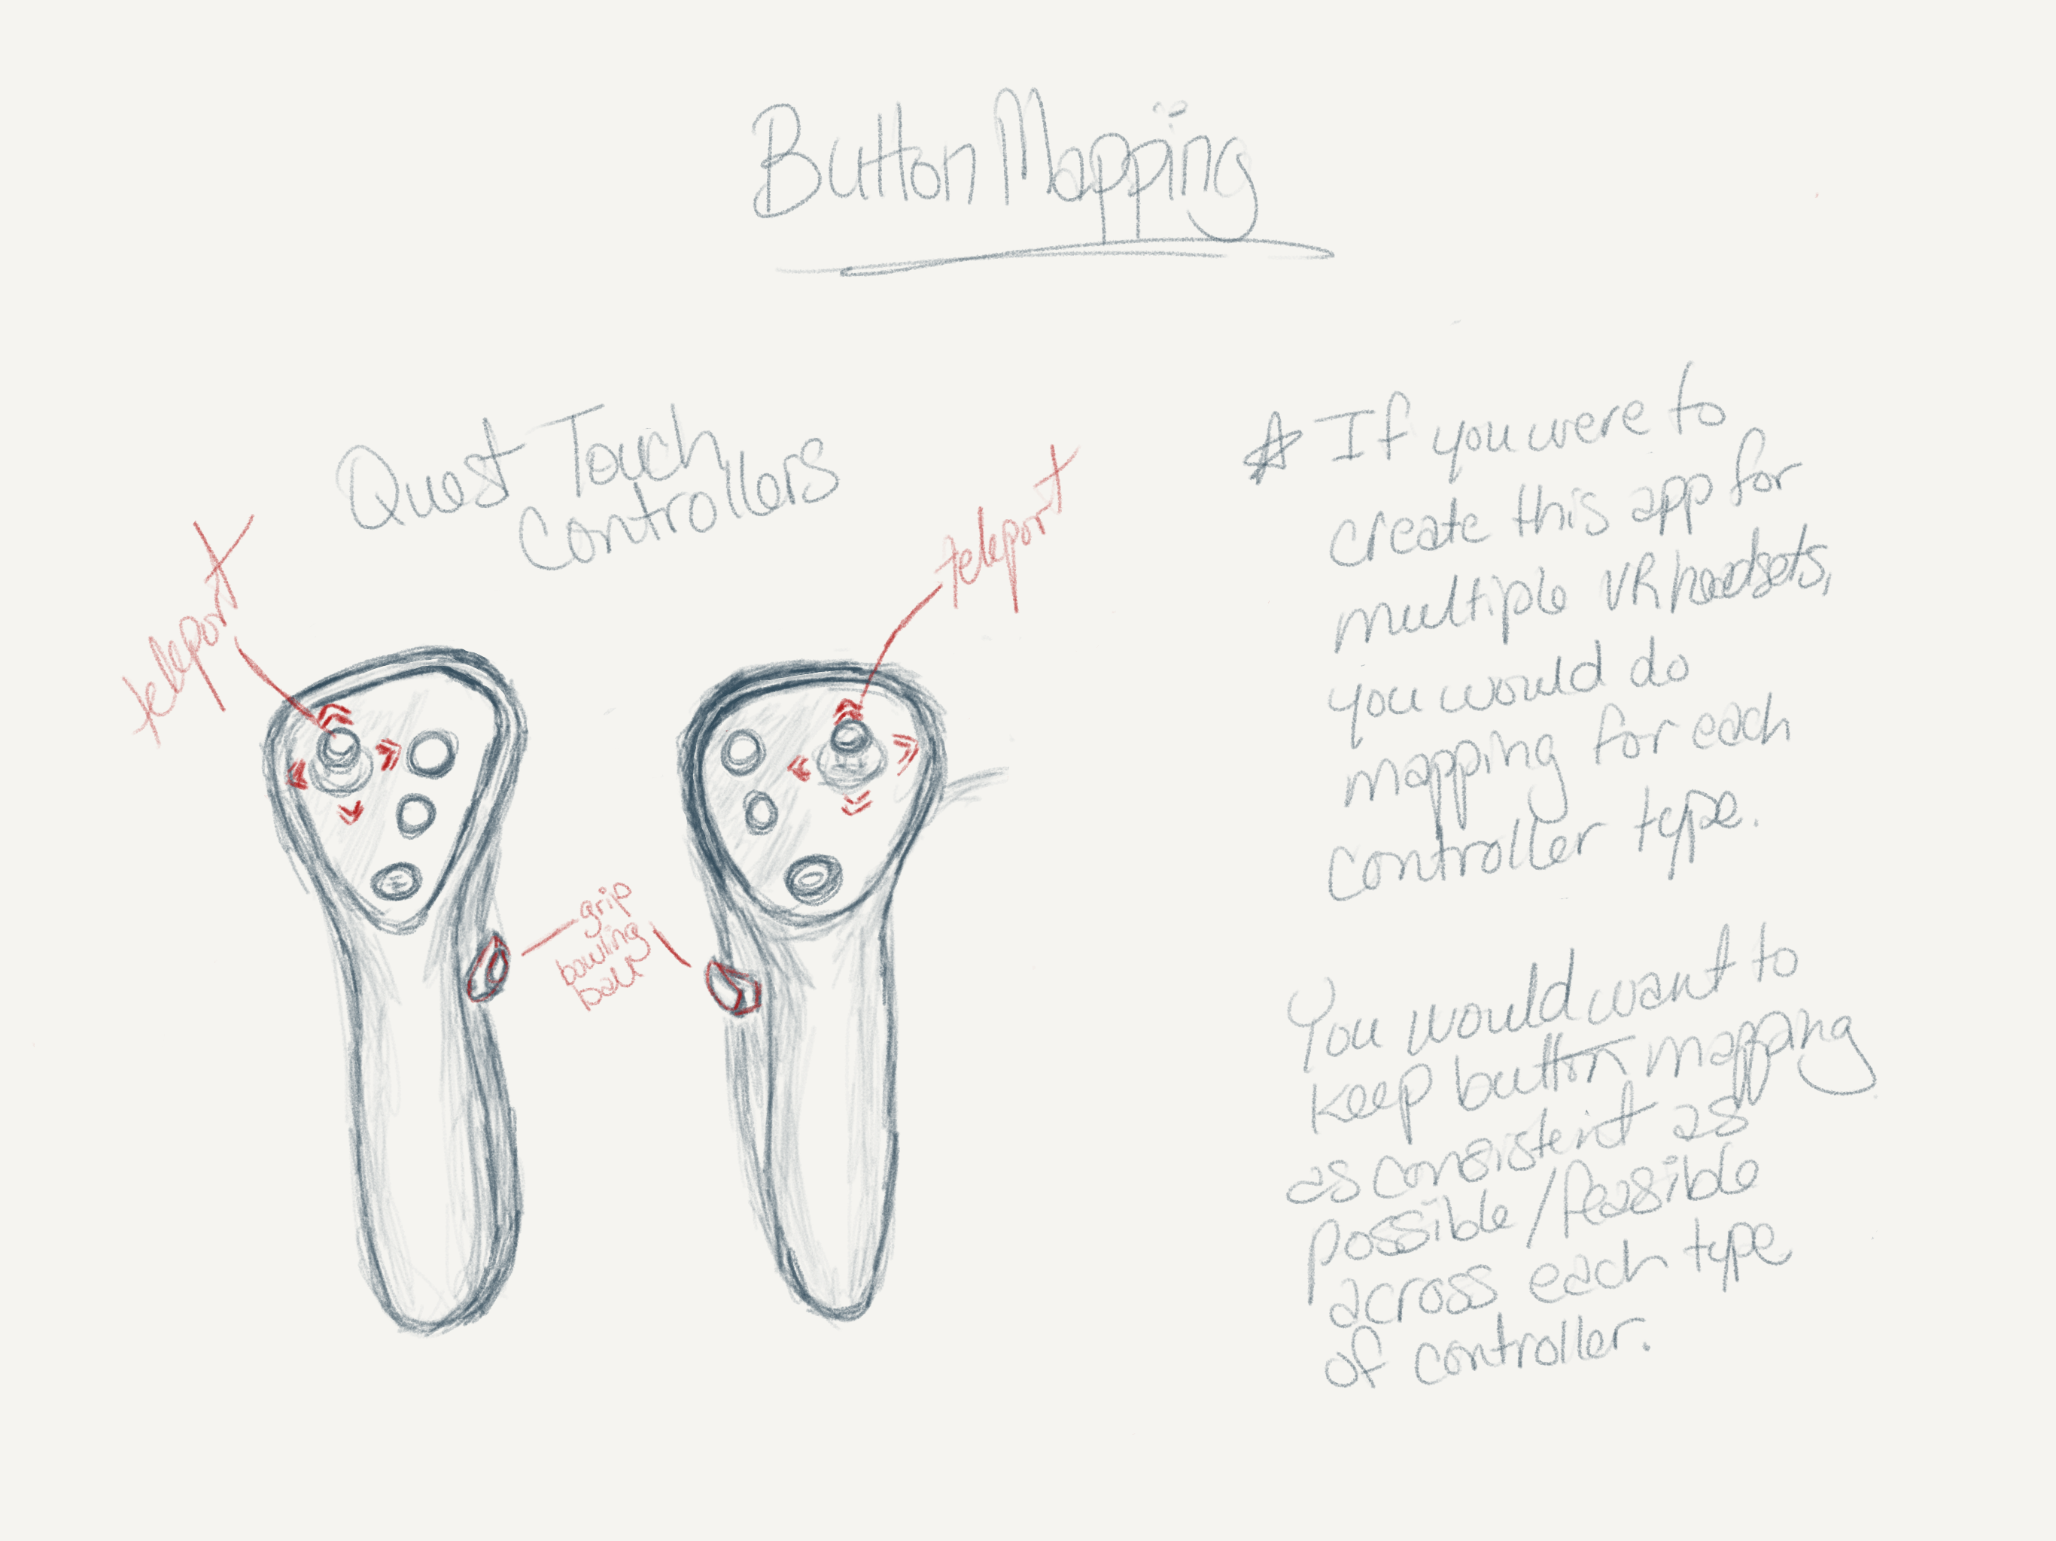 Button Mapping
Quest Touch
Controllers
teleport
teleport
grip
bowling
ball
* If you were to
create this app for
multiple VR headsets,
you would do
mapping for each
controller type.
You would want to
keep button mapping
as consistent as
possible/feasible
across each type
of controller.